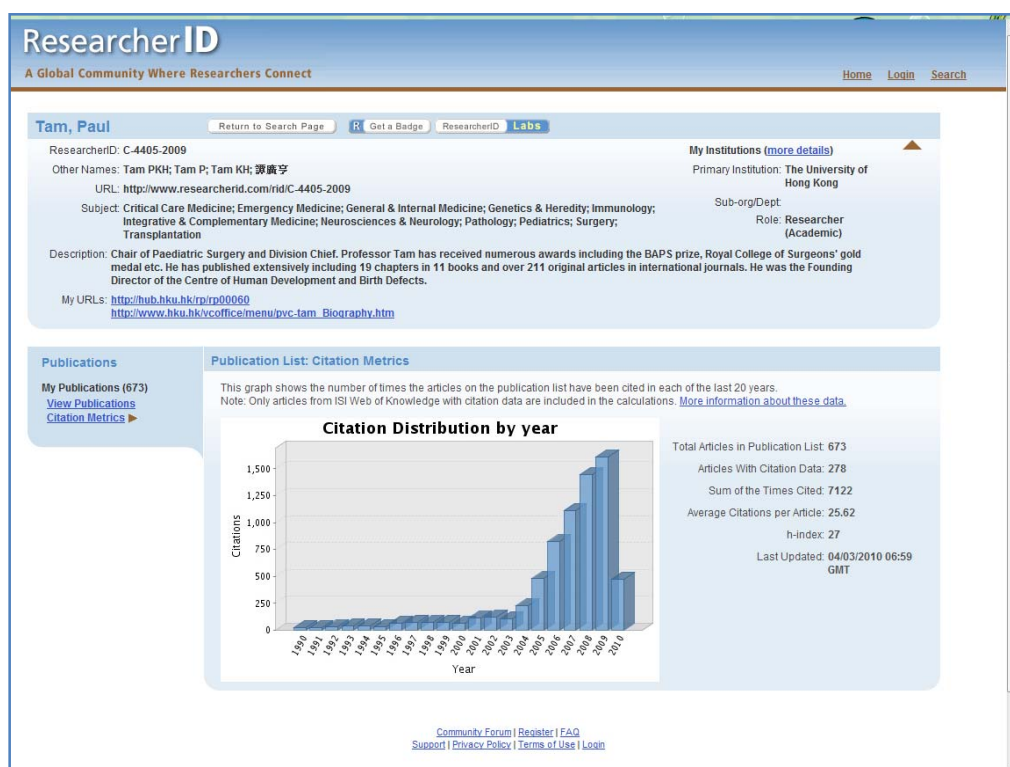 ResearcherID
A Global Community Where Researchers Connect
Home Login Search
Tam, Paul
Return to Search Page
R Get a Badge
ResearcherID Labs
ResearcherID: C-4405-2009
Other Names: Tam PKH; Tam P; Tam KH; 譚廣亨
URL: http://www.researcherid.com/rid/C-4405-2009
Subject: Critical Care Medicine; Emergency Medicine; General & Internal Medicine; Genetics & Heredity; Immunology;
Integrative & Complementary Medicine; Neurosciences & Neurology; Pathology; Pediatrics; Surgery;
Transplantation
My Institutions (more details)
Primary Institution: The University of
Hong Kong
Sub-org/Dept:
Role: Researcher
(Academic)
Description: Chair of Paediatric Surgery and Division Chief. Professor Tam has received numerous awards including the BAPS prize, Royal College of Surgeons' gold
medal etc. He has published extensively including 19 chapters in 11 books and over 211 original articles in international journals. He was the Founding
Director of the Centre of Human Development and Birth Defects.
My URLs: http://hub.hku.hk/rp/rp00060
http://www.hku.hk/vcoffice/menu/pvc-tam_Biography.htm
Publications
My Publications (673)
View Publications
Citation Metrics
Publication List: Citation Metrics
This graph shows the number of times the articles on the publication list have been cited in each of the last 20 years.
Note: Only articles from ISI Web of Knowledge with citation data are included in the calculations. More information about these data.
Citation Distribution by year
Citations
1,500
1,250
1,000
750
500
250
0
1990 1991 1992 1993 1994 1995 1996 1997 1998 1999 2000 2001 2002 2003 2004 2005 2006 2007 2008 2009 2010
Year
Total Articles in Publication List: 673
Articles With Citation Data: 278
Sum of the Times Cited: 7122
Average Citations per Article: 25.62
h-index: 27
Last Updated: 04/03/2010 06:59
GMT
Community Forum | Register | FAQ
Support | Privacy Policy | Terms of Use | Login